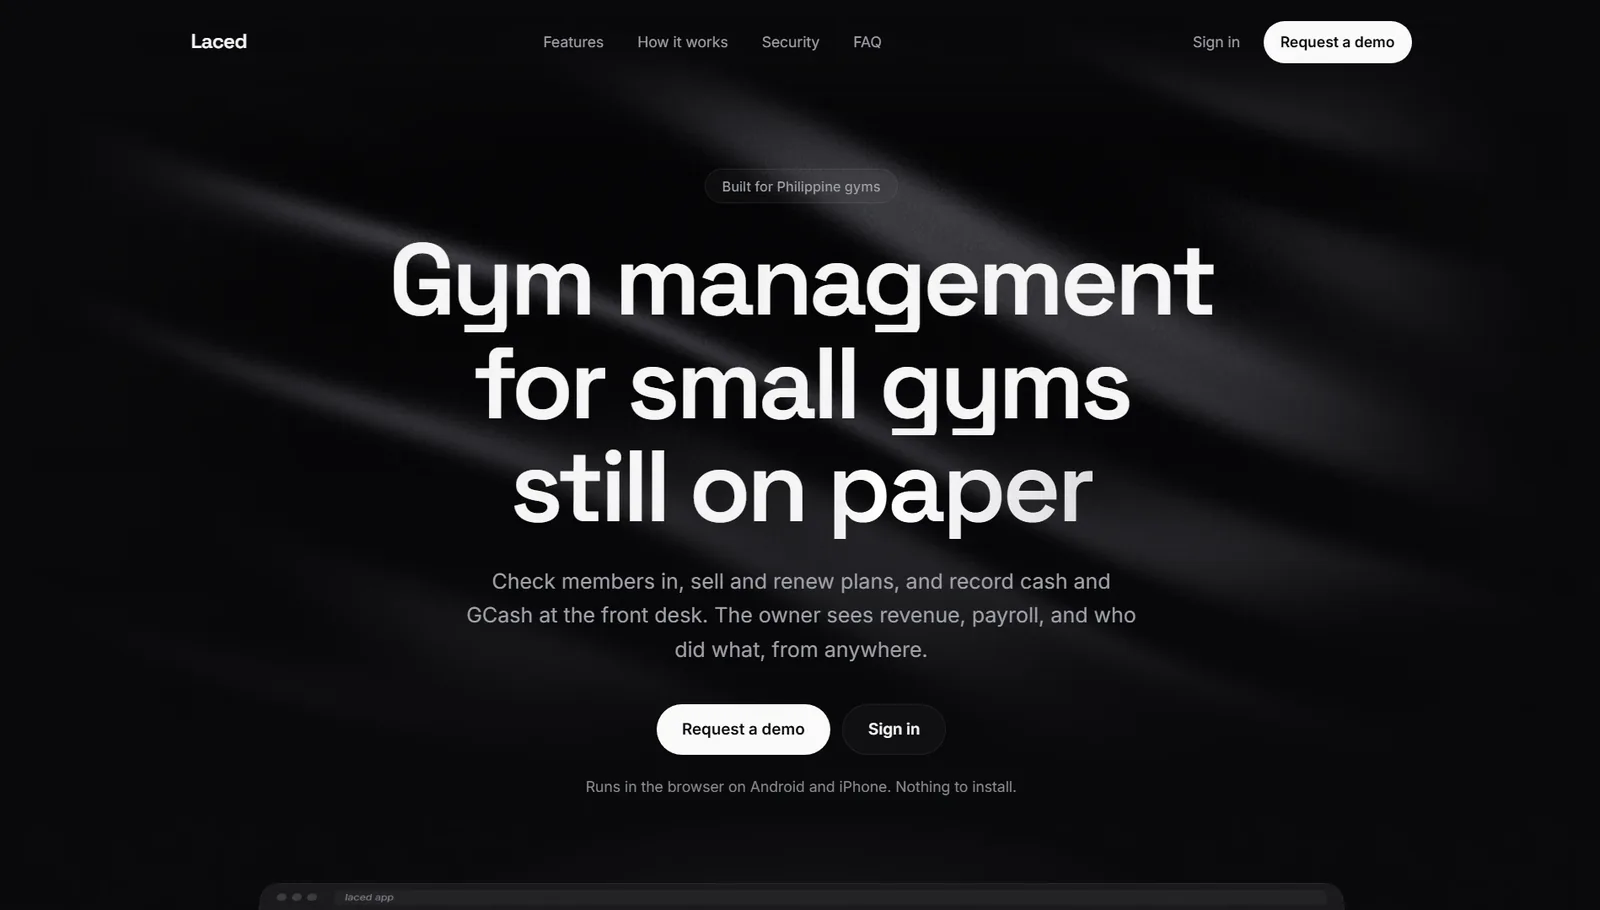 Laced
Features
How it works
Security
FAQ
Sign in
Request a demo
Built for Philippine gyms
Gym management
for small gyms
still on paper
Check members in, sell and renew plans, and record cash and
GCash at the front desk. The owner sees revenue, payroll, and who
did what, from anywhere.
Request a demo
Sign in
Runs in the browser on Android and iPhone. Nothing to install.
laced app